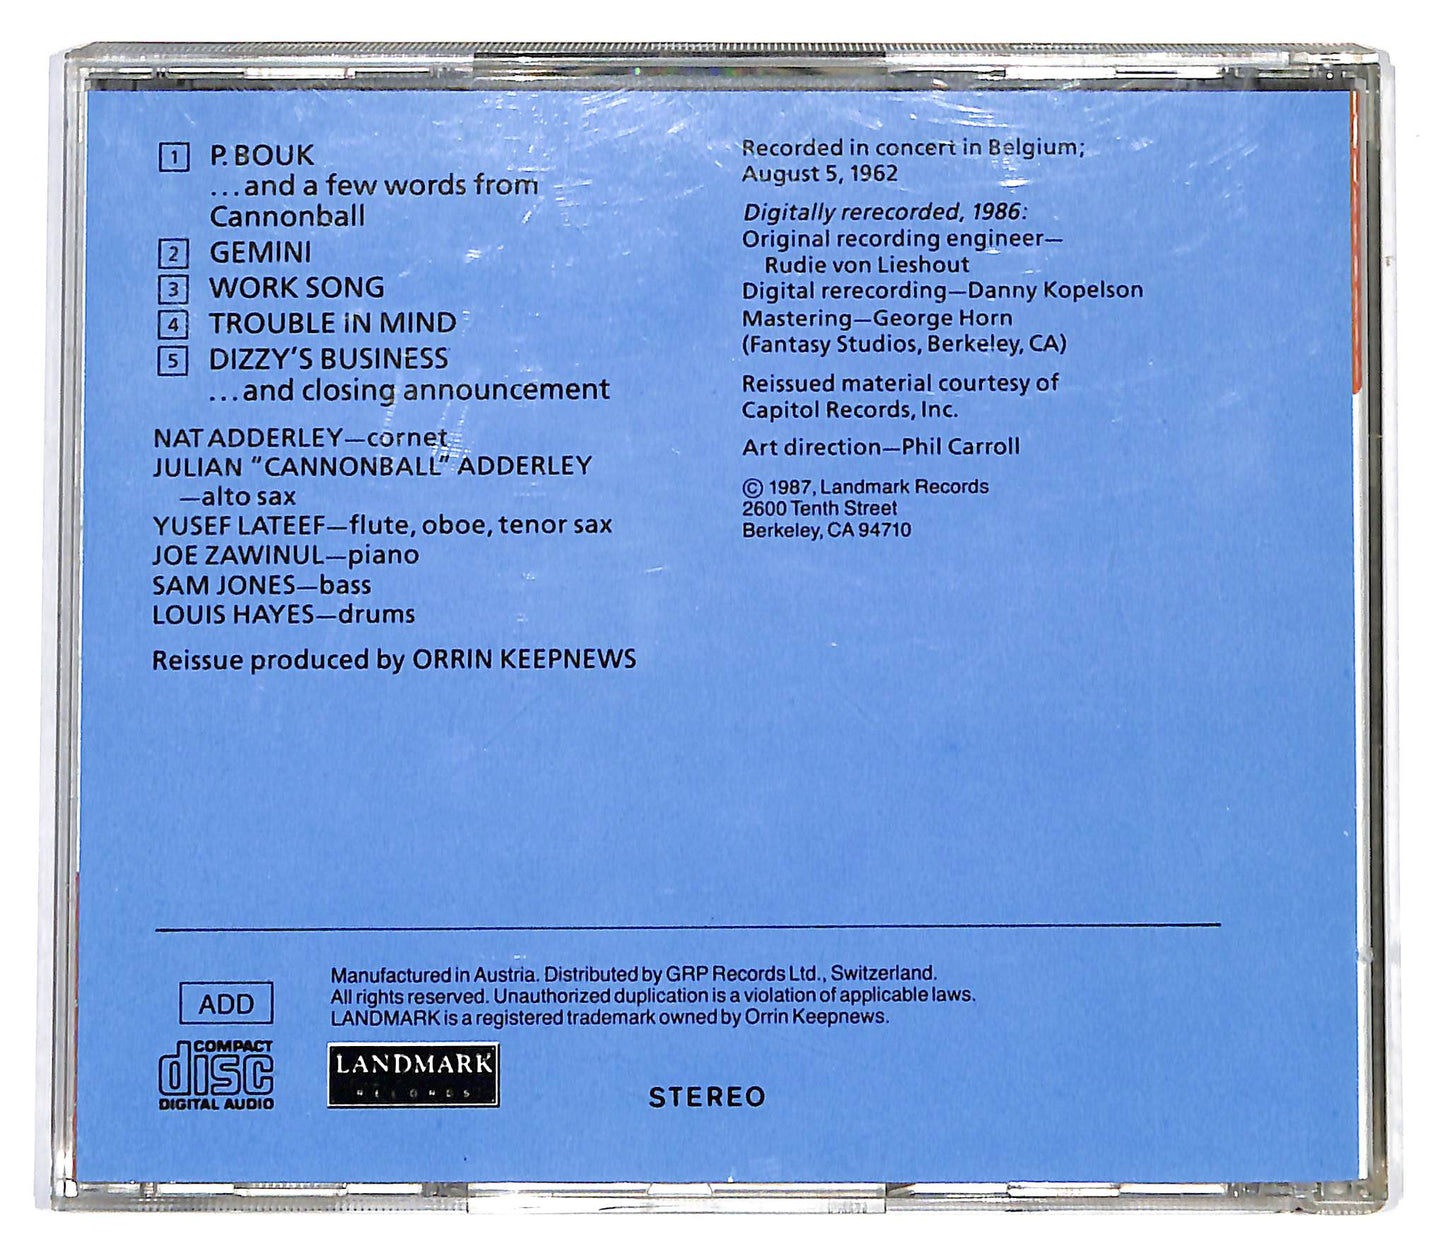 1 P. BOUK
...and a few words from
Cannonball
2 GEMINI
3 WORK SONG
4 TROUBLE IN MIND
5 DIZZY'S BUSINESS
...and closing announcement
NAT ADDERLEY—cornet
JULIAN "CANNONBALL" ADDERLEY
—alto sax
YUSEF LATEEF—flute, oboe, tenor sax
JOE ZAWINUL—piano
SAM JONES—bass
LOUIS HAYES—drums
Reissue produced by ORRIN KEEPNEWS
Recorded in concert in Belgium;
August 5, 1962
Digitally rerecorded, 1986:
Original recording engineer—
Rudie von Lieshout
Digital rerecording—Danny Kopelson
Mastering—George Horn
(Fantasy Studios, Berkeley, CA)
Reissued material courtesy of
Capitol Records, Inc.
Art direction—Phil Carroll
© 1987, Landmark Records
2600 Tenth Street
Berkeley, CA 94710
ADD
Manufactured in Austria. Distributed by GRP Records Ltd., Switzerland.
All rights reserved. Unauthorized duplication is a violation of applicable laws.
LANDMARK is a registered trademark owned by Orrin Keepnews.
COMPACT
disc
DIGITAL AUDIO
LANDMARK
RECORDS
STEREO